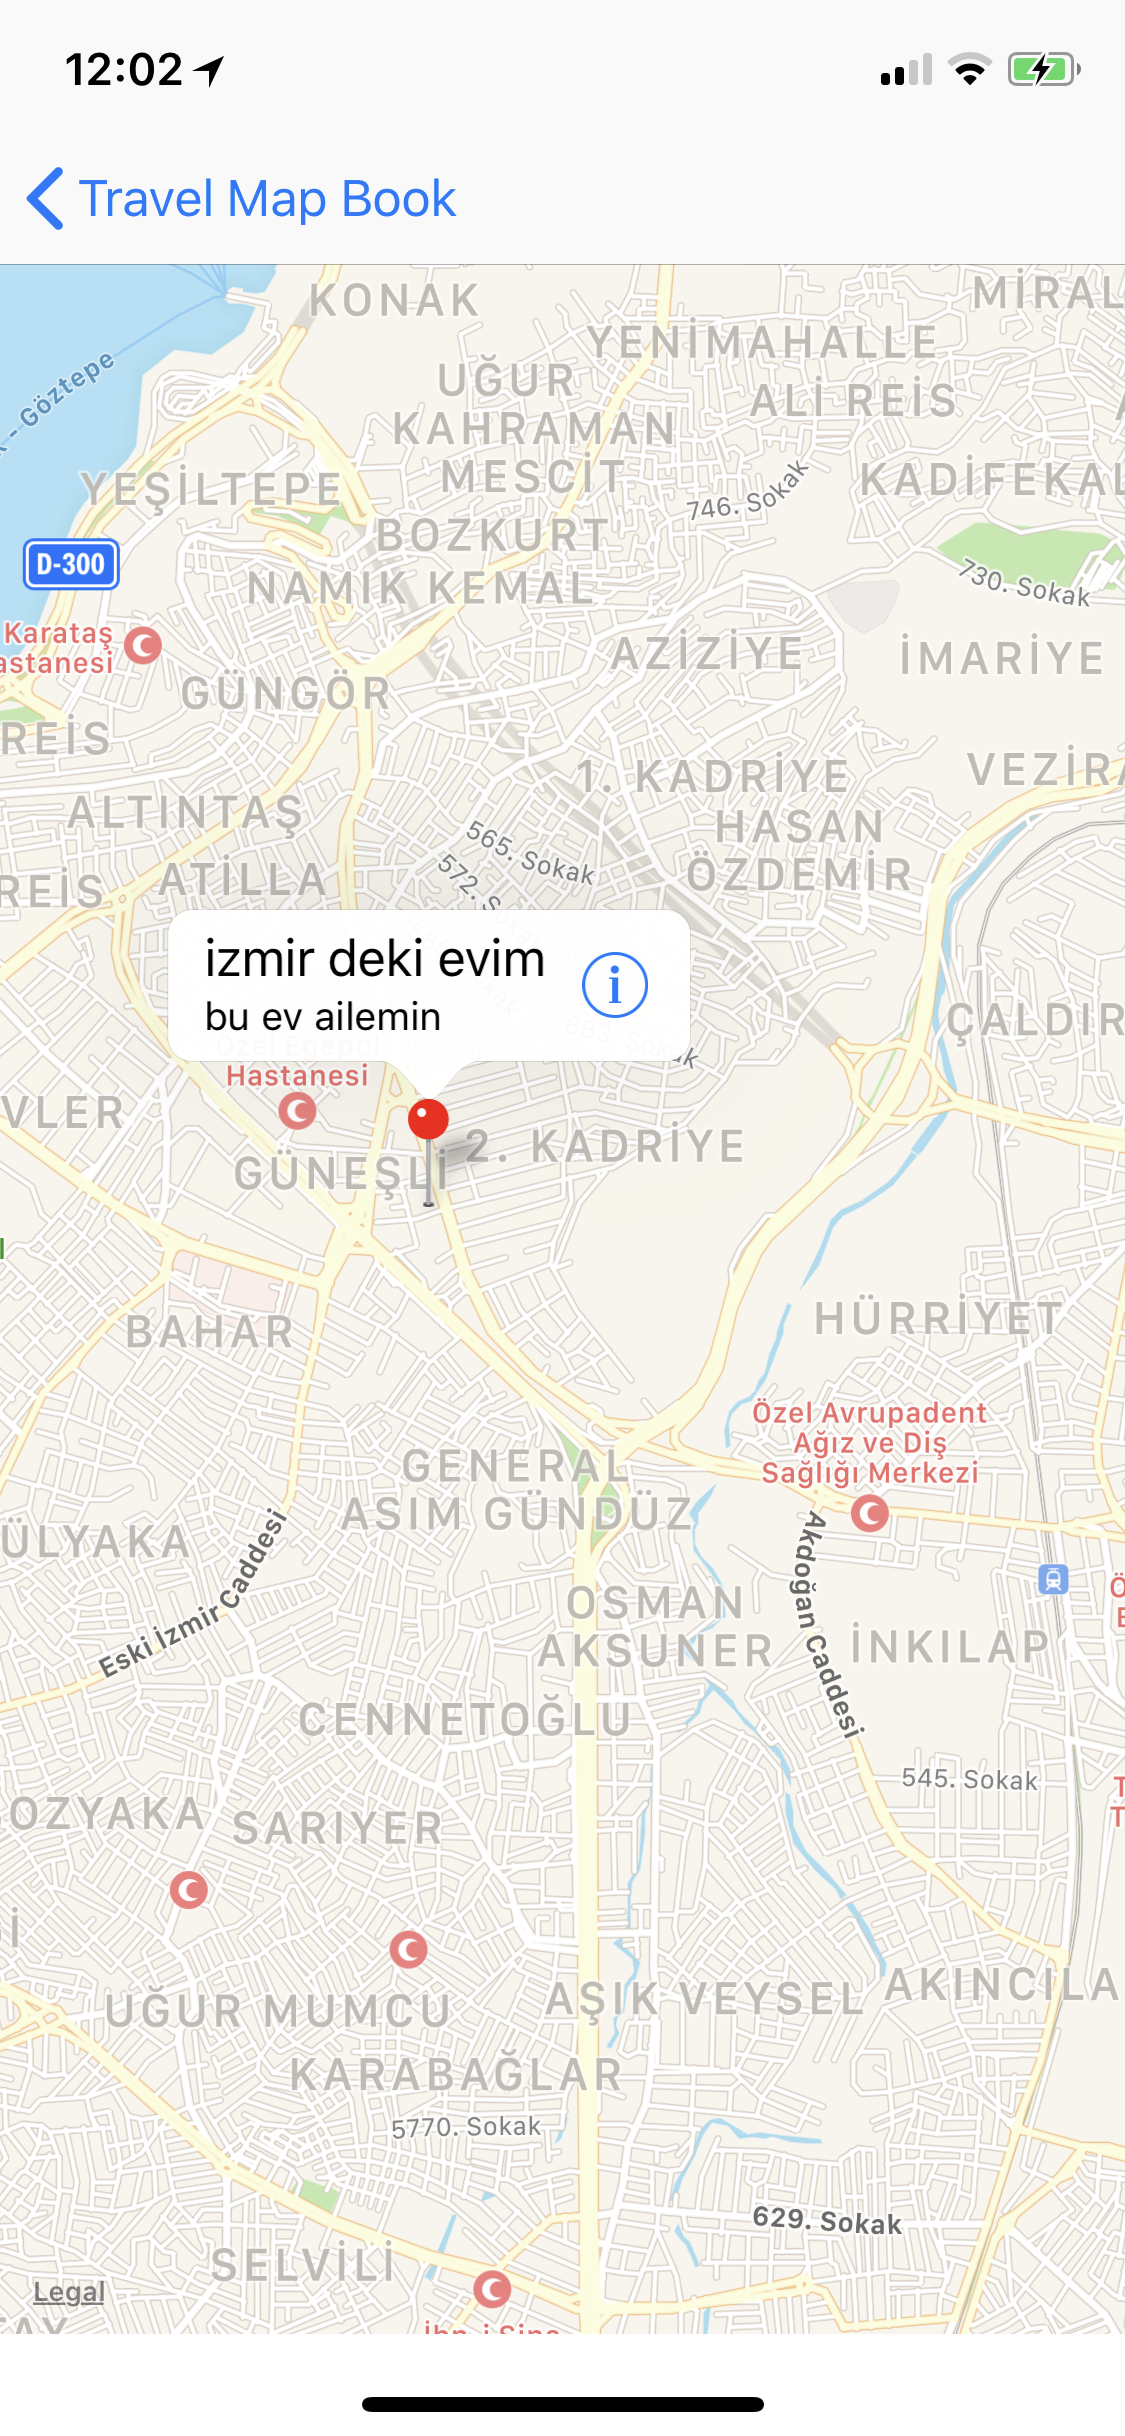 12:02
Travel Map Book
KONAK
MİRAL
YENİMAHALLE
- Göztepe
UĞUR
KAHRAMAN
MESCİT
ALİ REİS
YEŞİLTEPE
746. Sokak
KADİFEKAL
BOZKURT
D-300
NAMIK KEMAL
730. Sokak
Karataş
astanesi
AZİZİYE
İMARİYE
GÜNGÖR
REİS
1. KADRİYE
VEZİRA
ALTINTAŞ
HASAN
ÖZDEMİR
565. Sokak
572. S
REİS
ATİLLA
izmir deki evim
bu ev ailemin
ÇALDIR
Özel Egepol
Hastanesi
VLER
2. KADRİYE
GÜNEŞLİ
HÜRRİYET
BAHAR
Özel Avrupadent
Ağız ve Diş
Sağlığı Merkezi
GENERAL
ASIM GÜNDÜZ
ÜLYAKA
Eski İzmir Caddesi
Akdoğan Caddesi
OSMAN
AKSUNER
İNKILAP
CENNETOĞLU
545. Sokak
OZYAKA
SARIYER
UĞUR MUMCU
AŞIK VEYSEL
AKINCILA
KARABAĞLAR
5770. Sokak
629. Sokak
SELVİLİ
Legal